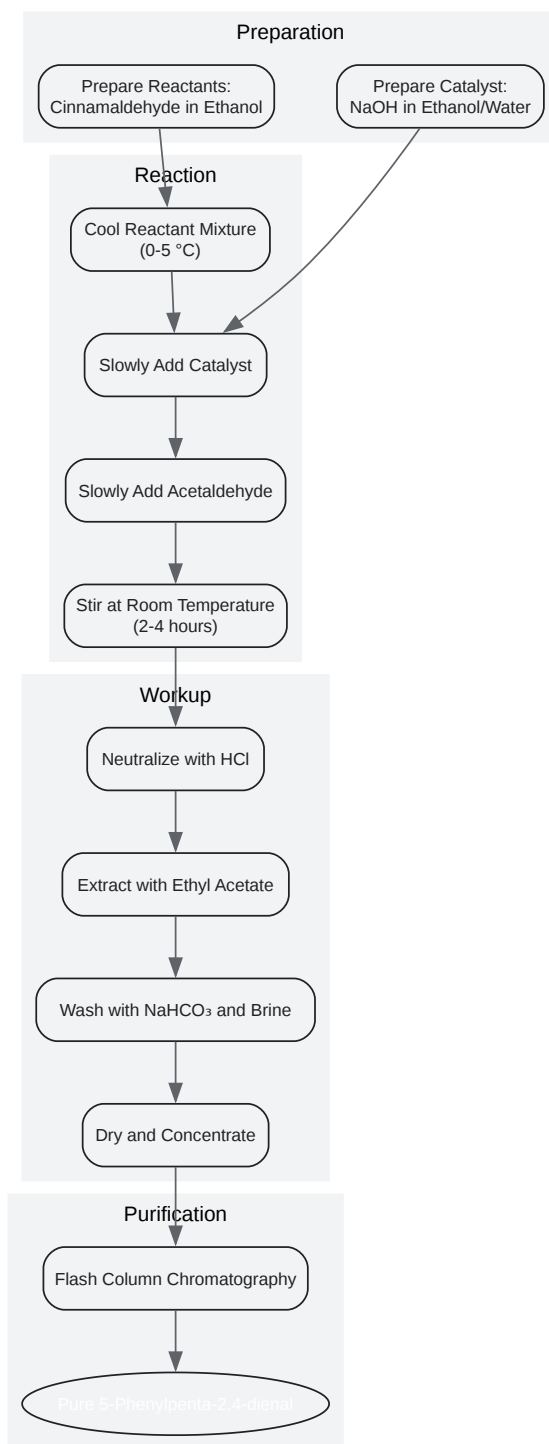 Preparation
Prepare Reactants:
Cinnamaldehyde in Ethanol
Prepare Catalyst:
NaOH in Ethanol/Water
Reaction
Cool Reactant Mixture
(0-5 °C)
Slowly Add Catalyst
Slowly Add Acetaldehyde
Stir at Room Temperature
(2-4 hours)
Workup
Neutralize with HCl
Extract with Ethyl Acetate
Wash with NaHCO₃ and Brine
Dry and Concentrate
Purification
Flash Column Chromatography
Pure 5-Phenylpenta-2,4-dienal